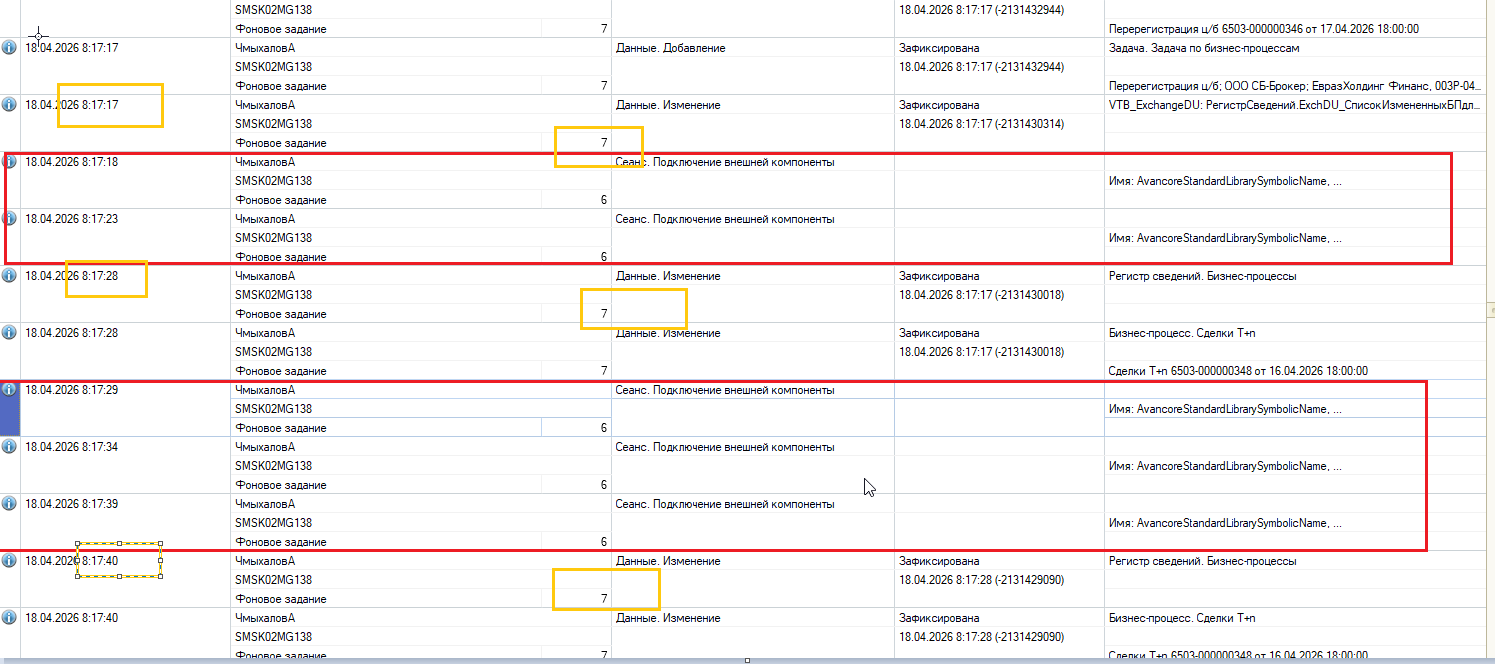 SMSK02MG138 18.04.2026 8:17:17 (-2131432944)
Фоновое задание 7 Перерегистрация ц/б 6503-000000346 от 17.04.2026 18:00:00
18.04.2026 8:17:17 ЧмыхаловА Данные. Добавление Зафиксирована Задача. Задача по бизнес-процессам
SMSK02MG138 18.04.2026 8:17:17 (-2131432944)
Фоновое задание 7 Перерегистрация ц/б; ООО СБ-Брокер; ЕвразХолдинг Финанс, 003P-04...
18.04.2026 8:17:17 ЧмыхаловА Данные. Изменение Зафиксирована VTB_ExchangeDU: РегистрСведений.ExchDU_СписокИзмененныхБПдл...
SMSK02MG138 18.04.2026 8:17:17 (-2131430314)
Фоновое задание 7
18.04.2026 8:17:18 ЧмыхаловА Сеанс. Подключение внешней компоненты
SMSK02MG138 Имя: AvancoreStandardLibrarySymbolicName, ...
Фоновое задание 6
18.04.2026 8:17:23 ЧмыхаловА Сеанс. Подключение внешней компоненты
SMSK02MG138 Имя: AvancoreStandardLibrarySymbolicName, ...
Фоновое задание 6
18.04.2026 8:17:28 ЧмыхаловА Данные. Изменение Зафиксирована Регистр сведений. Бизнес-процессы
SMSK02MG138 18.04.2026 8:17:17 (-2131430018)
Фоновое задание 7
18.04.2026 8:17:28 ЧмыхаловА Данные. Изменение Зафиксирована Бизнес-процесс. Сделки Т+n
SMSK02MG138 18.04.2026 8:17:17 (-2131430018)
Фоновое задание 7 Сделки Т+n 6503-000000348 от 16.04.2026 18:00:00
18.04.2026 8:17:29 ЧмыхаловА Сеанс. Подключение внешней компоненты
SMSK02MG138 Имя: AvancoreStandardLibrarySymbolicName, ...
Фоновое задание 6
18.04.2026 8:17:34 ЧмыхаловА Сеанс. Подключение внешней компоненты
SMSK02MG138 Имя: AvancoreStandardLibrarySymbolicName, ...
Фоновое задание 6
18.04.2026 8:17:39 ЧмыхаловА Сеанс. Подключение внешней компоненты
SMSK02MG138 Имя: AvancoreStandardLibrarySymbolicName, ...
Фоновое задание 6
18.04.2026 8:17:40 ЧмыхаловА Данные. Изменение Зафиксирована Регистр сведений. Бизнес-процессы
SMSK02MG138 18.04.2026 8:17:28 (-2131429090)
Фоновое задание 7
18.04.2026 8:17:40 ЧмыхаловА Данные. Изменение Зафиксирована Бизнес-процесс. Сделки Т+n
SMSK02MG138 18.04.2026 8:17:28 (-2131429090)
Фоновое задание 7 Сделки Т+n 6503-000000348 от 16.04.2026 18:00:00